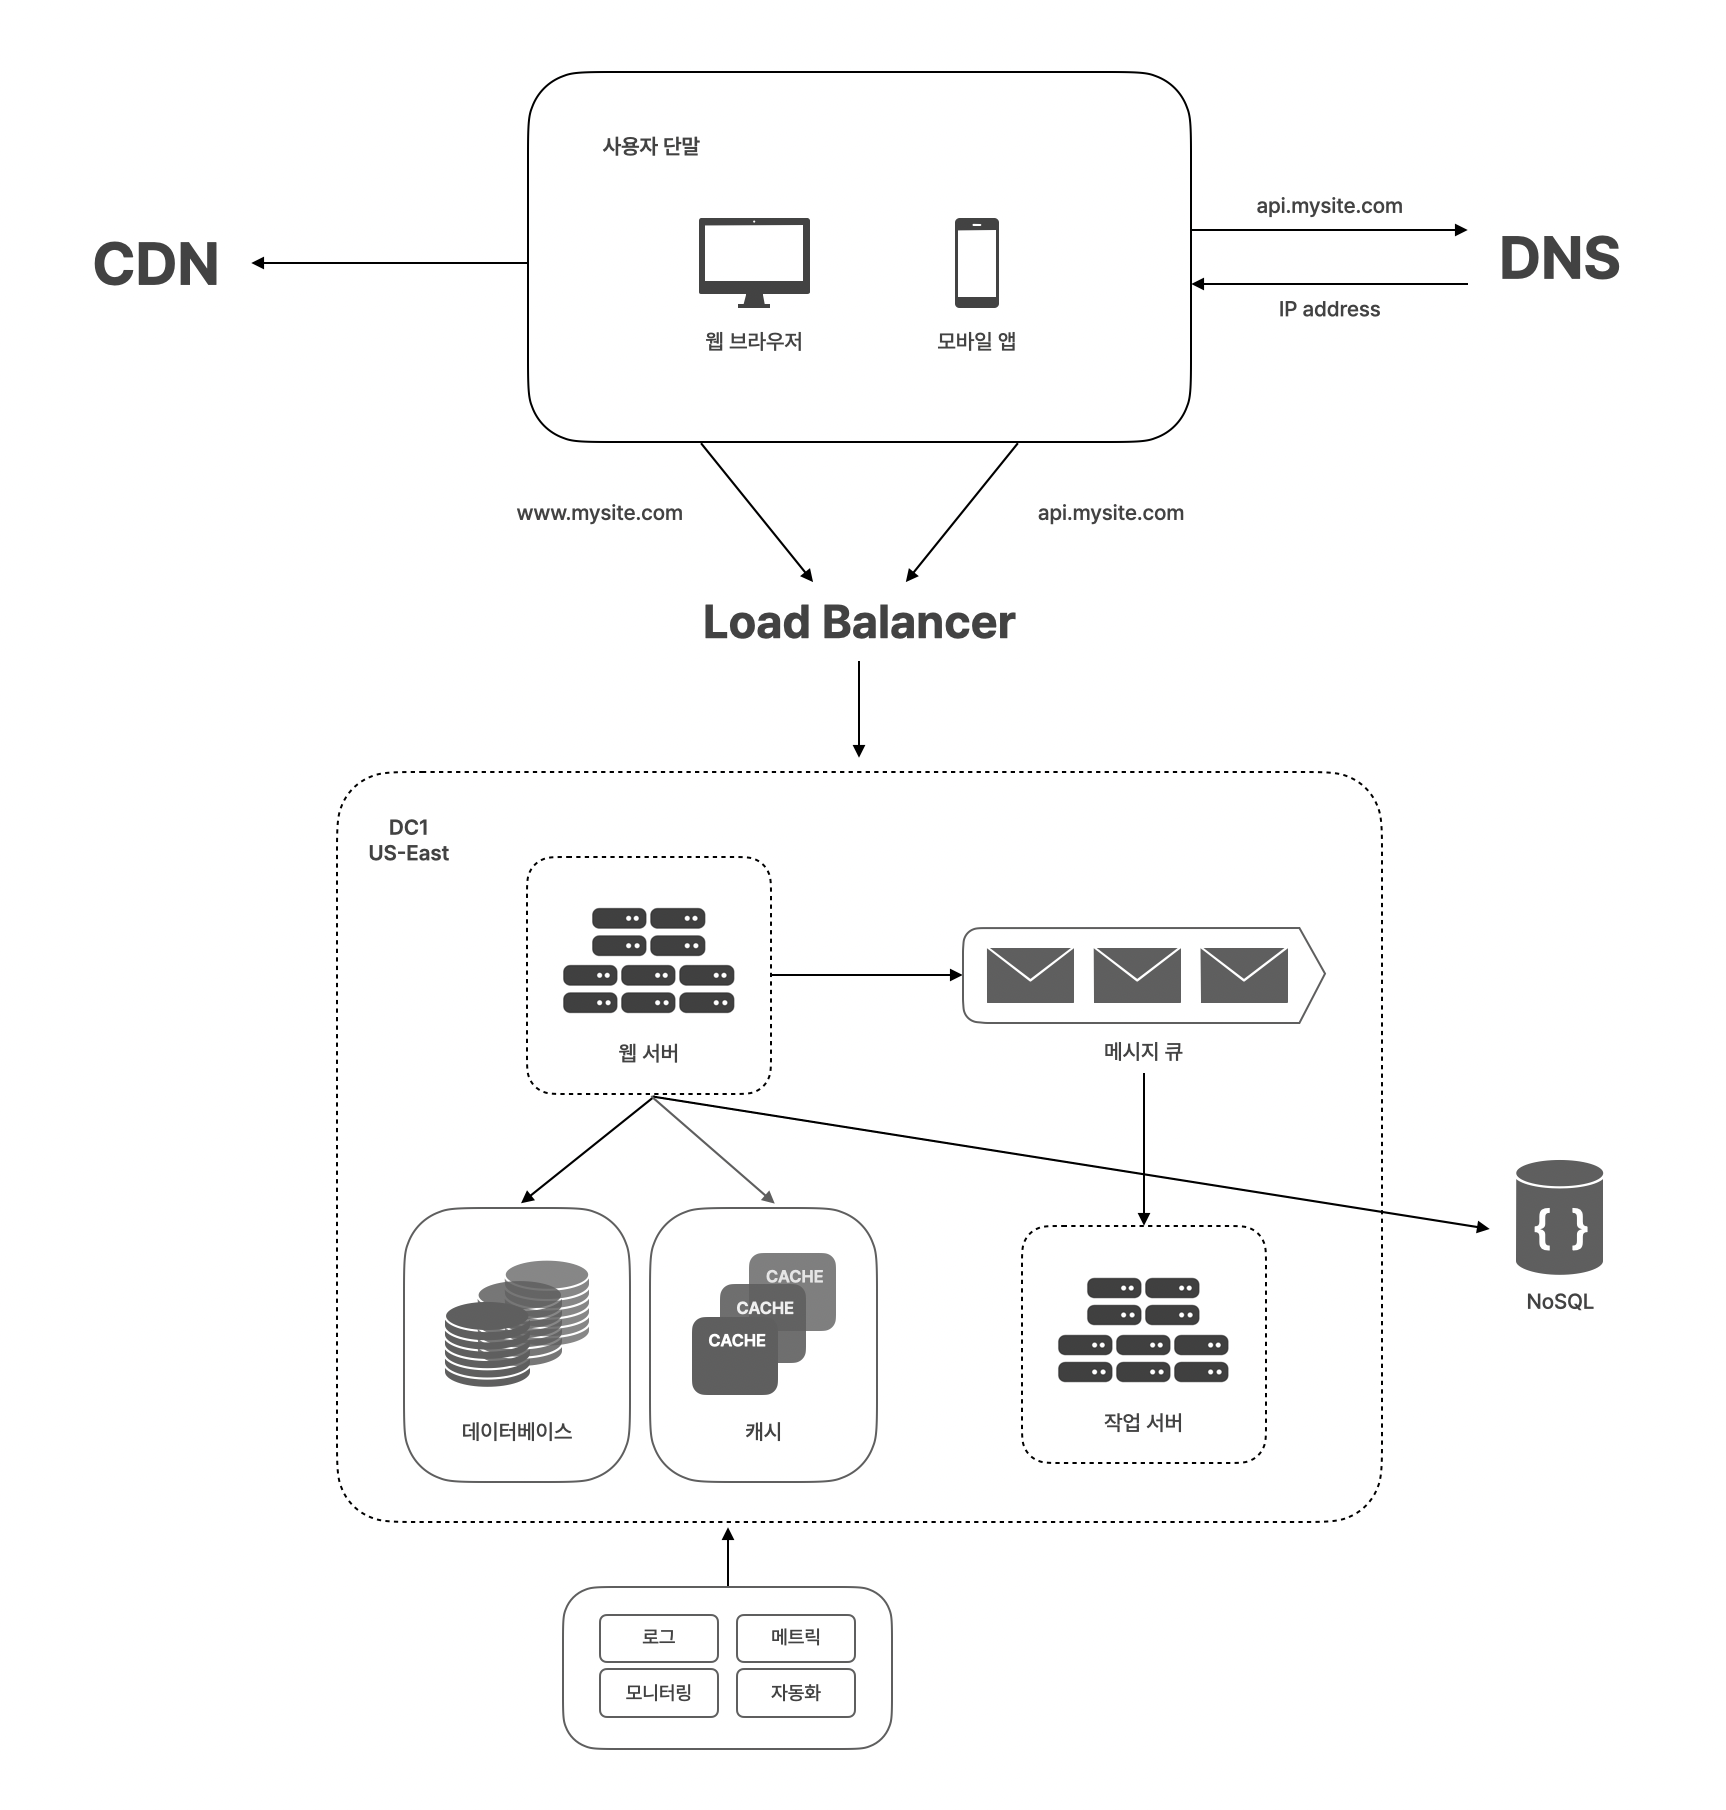 사용자 단말
CDN
웹 브라우저
모바일 앱
api.mysite.com
DNS
IP address
www.mysite.com
api.mysite.com
Load Balancer
DC1
US-East
웹 서버
메시지 큐
CACHE
CACHE
CACHE
데이터베이스
캐시
작업 서버
{ }
NoSQL
로그
메트릭
모니터링
자동화